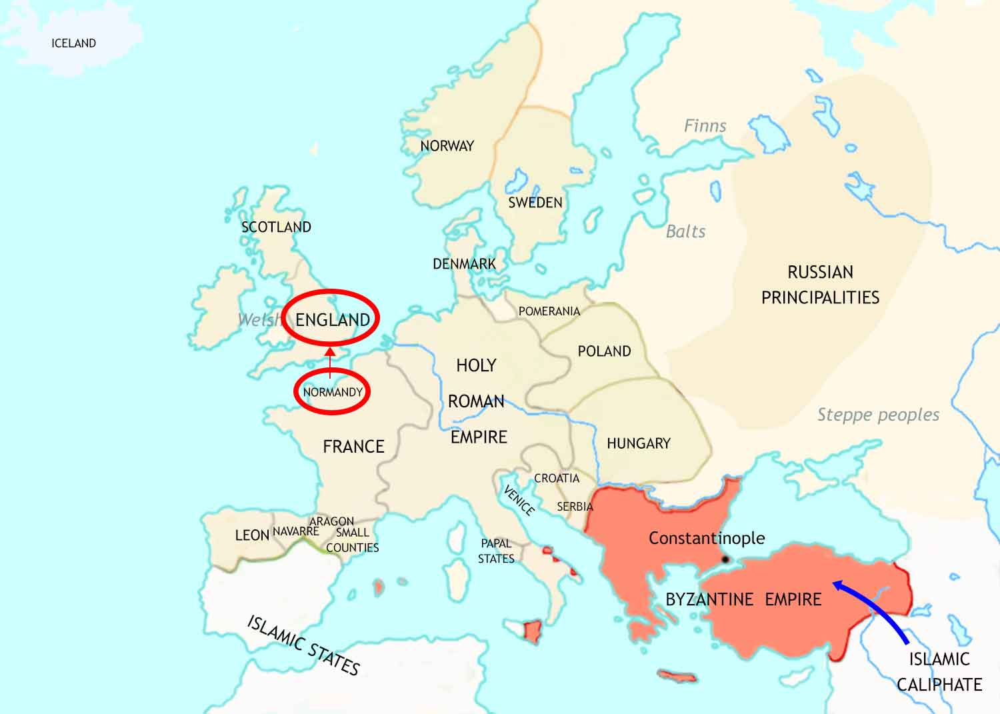 ICELAND
Finns
NORWAY
SWEDEN
SCOTLAND
Balts
DENMARK
RUSSIAN
PRINCIPALITIES
POMERANIA
Welsh
ENGLAND
POLAND
HOLY
ROMAN
EMPIRE
NORMANDY
Steppe peoples
FRANCE
HUNGARY
CROATIA
VENICE
SERBIA
ARAGON
LEON
NAVARRE
SMALL
COUNTIES
Constantinople
PAPAL
STATES
BYZANTINE EMPIRE
ISLAMIC STATES
ISLAMIC
CALIPHATE